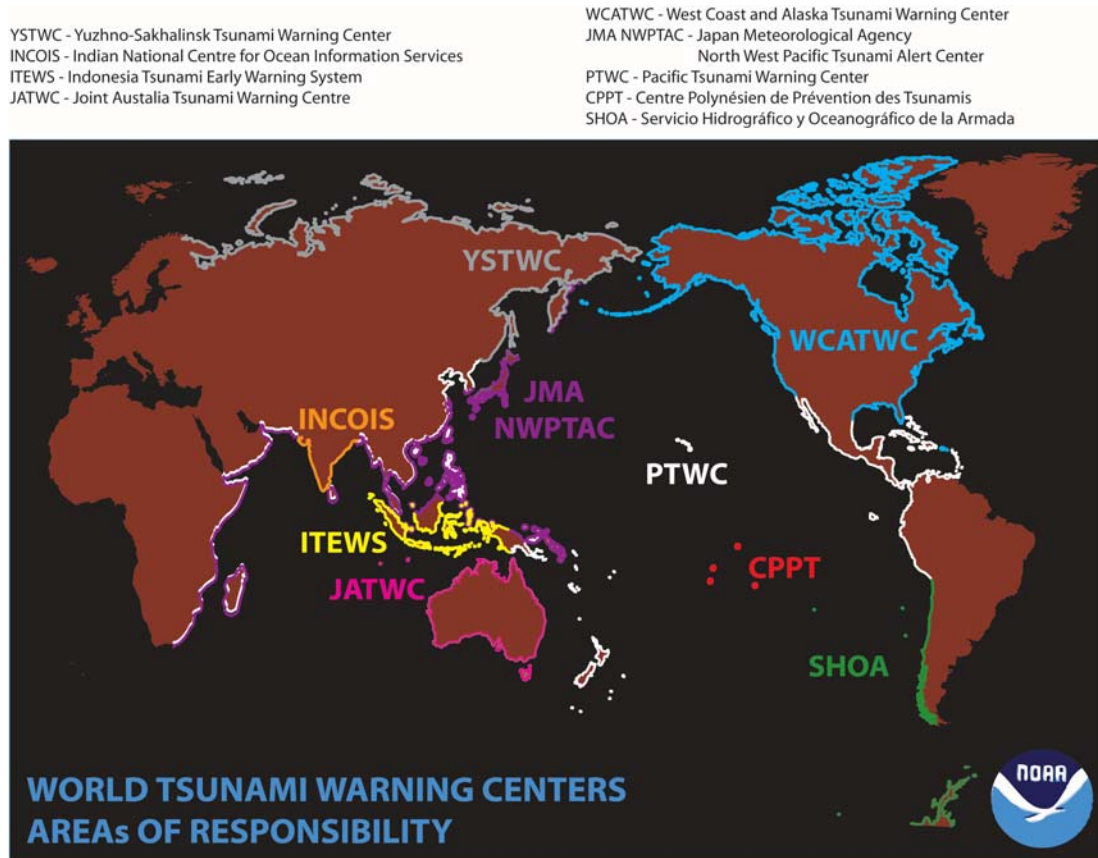 YSTWC - Yuzhno-Sakhalinsk Tsunami Warning Center
INCOIS - Indian National Centre for Ocean Information Services
ITEWS - Indonesia Tsunami Early Warning System
JATWC - Joint Austalia Tsunami Warning Centre
WCATWC - West Coast and Alaska Tsunami Warning Center
JMA NWPTAC - Japan Meteorological Agency
North West Pacific Tsunami Alert Center
PTWC - Pacific Tsunami Warning Center
CPPT - Centre Polynésien de Prévention des Tsunamis
SHOA - Servicio Hidrográfico y Oceanográfico de la Armada
YSTWC
WCATWC
INCOIS
JMA
NWPTAC
PTWC
ITEWS
JATWC
CPPT
SHOA
WORLD TSUNAMI WARNING CENTERS
AREAs OF RESPONSIBILITY
NOAA